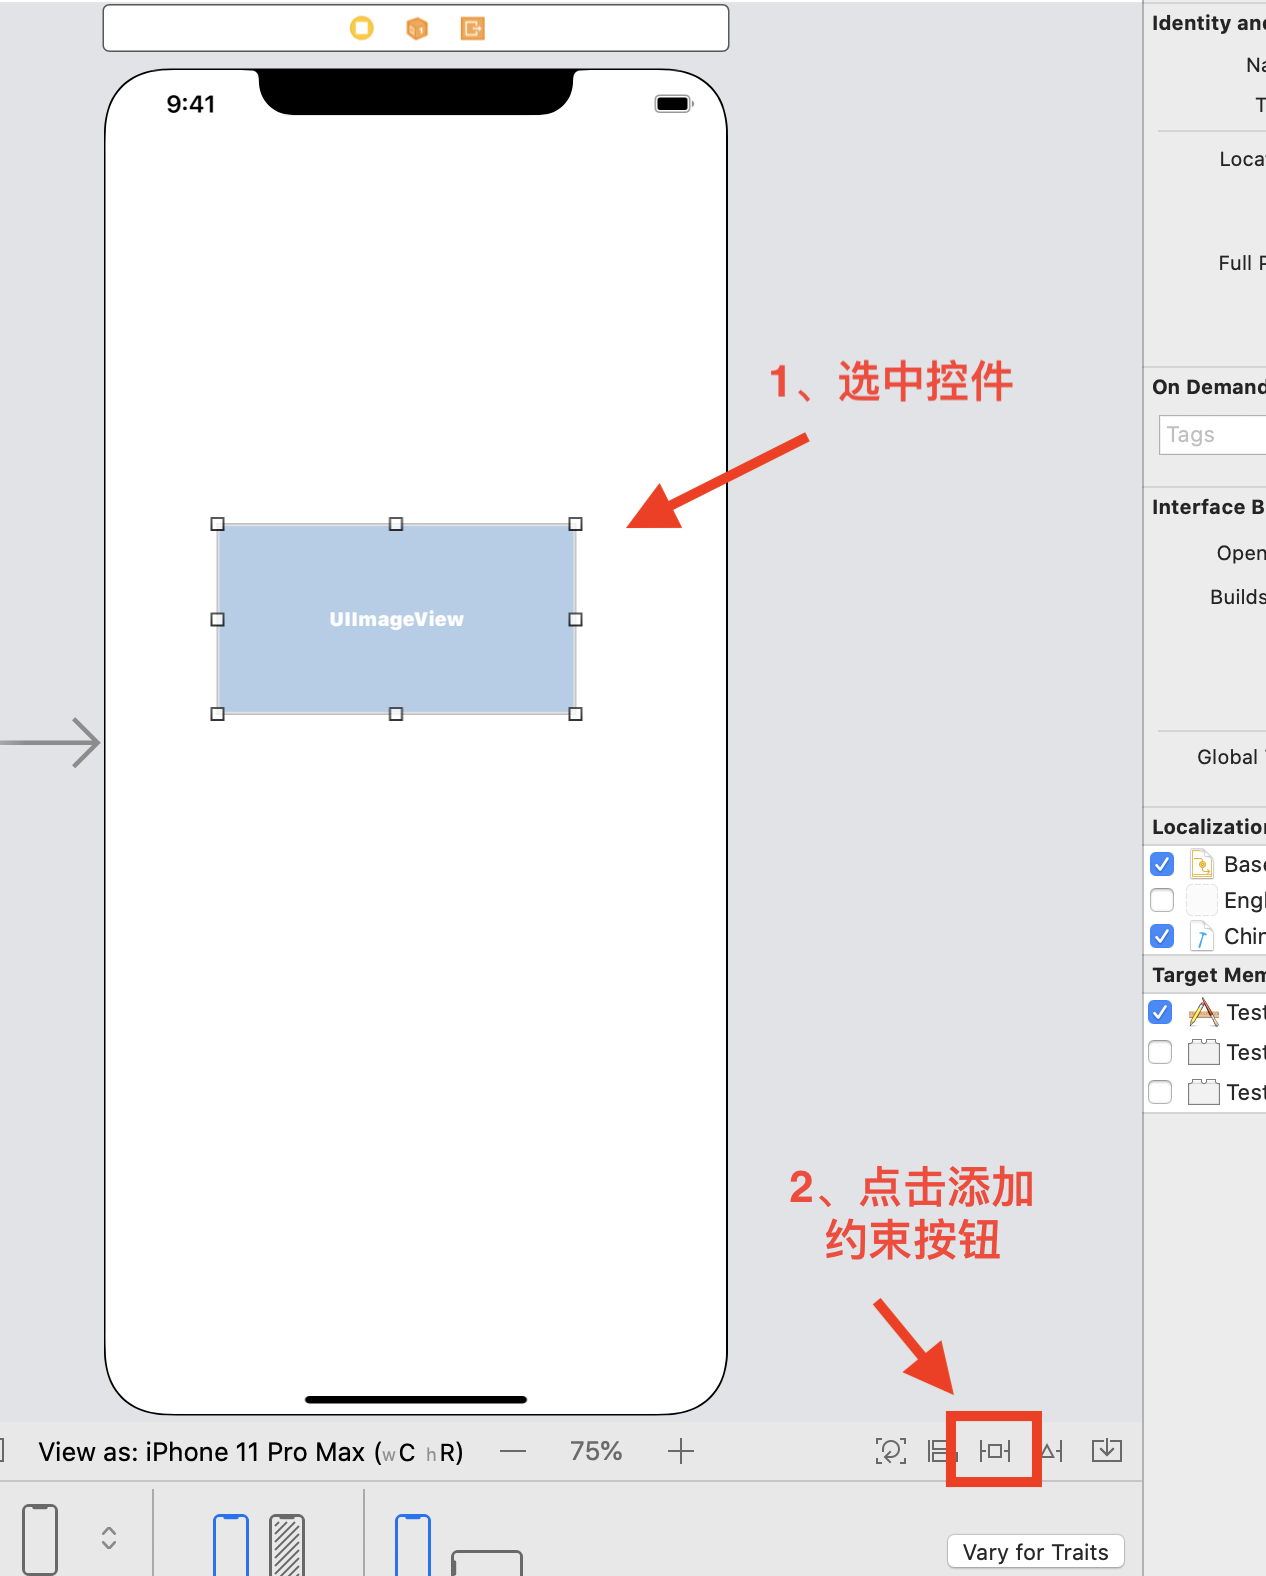 9:41
1、选中控件
UIImageView
2、点击添加
约束按钮
View as: iPhone 11 Pro Max (wC hR)
75%
Vary for Traits
Identity and
Na
T
Loca
Full P
On Demand
Tags
Interface B
Open
Builds
Global
Localization
Base
Engl
Chin
Target Mem
Test
Test
Test